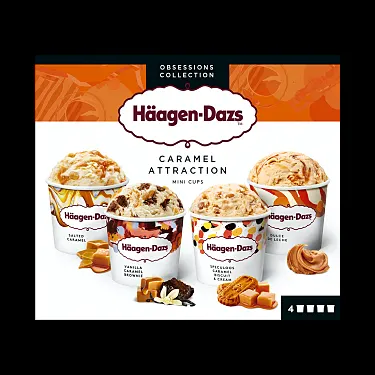 OBSESSIONS
COLLECTION
Häagen-Dazs
TM
CARAMEL
ATTRACTION
MINI CUPS
Häagen-Dazs
SALTED
CARAMEL
Häagen-Dazs
VANILLA
CARAMEL
BROWNIE
Häagen-Dazs
SPECULOOS
CARAMEL
BISCUIT
& CREAM
Häagen-Dazs
DULCE
DE LECHE
4